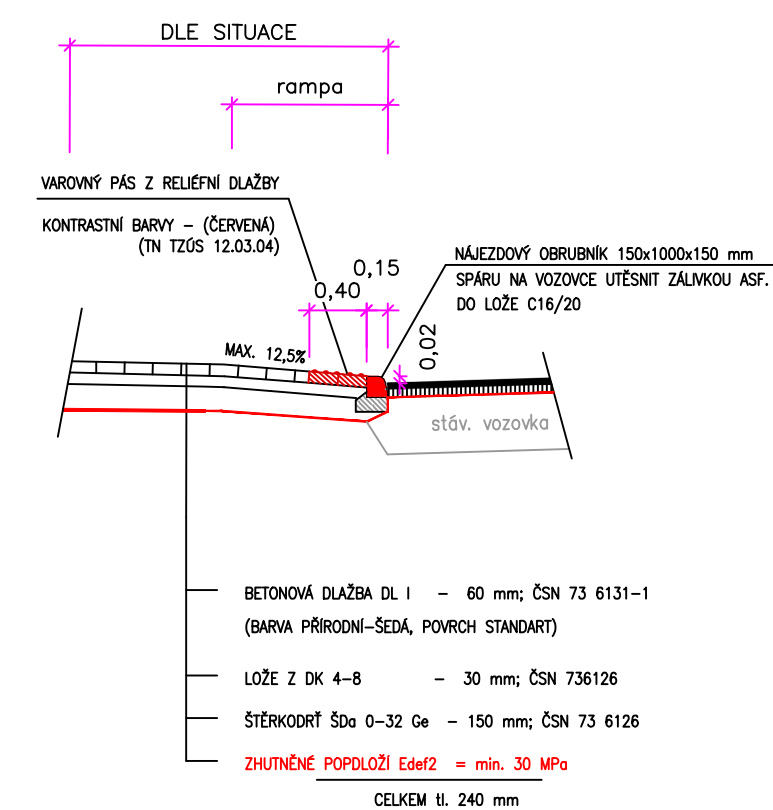 DLE SITUACE
rampa
VAROVNÝ PÁS Z RELIÉFNÍ DLAŽBY
KONTRASTNÍ BARVY – (ČERVENÁ)
(TN TZÚS 12.03.04)
0,15
0,40
NÁJEZDOVÝ OBRUBNÍK 150x1000x150 mm
SPÁRU NA VOZOVCE UTĚSNIT ZÁLIVKOU ASF.
DO LOŽE C16/20
0,02
MAX. 12,5%
stáv. vozovka
BETONOVÁ DLAŽBA DL I – 60 mm; ČSN 73 6131-1
(BARVA PŘÍRODNÍ-ŠEDÁ, POVRCH STANDART)
LOŽE Z DK 4-8 – 30 mm; ČSN 736126
ŠTĚRKODRŤ ŠDa 0-32 Ge – 150 mm; ČSN 73 6126
ZHUTNĚNÉ POPDLOŽÍ Edef2 = min. 30 MPa
CELKEM tl. 240 mm